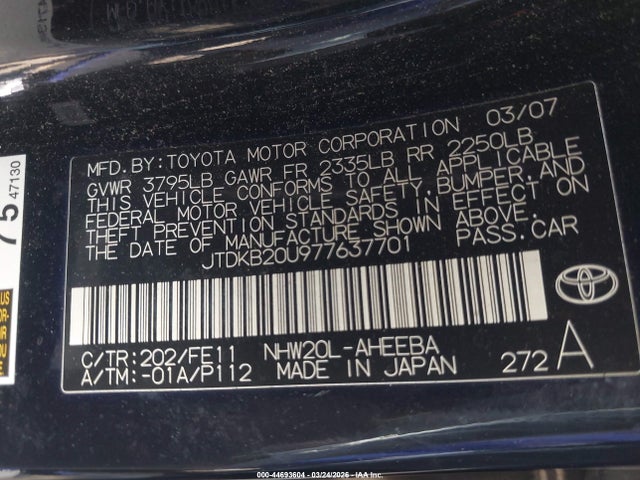 03/07
MFD.BY:TOYOTA MOTOR CORPORATION
GVWR 3795LB GAWR FR 2335LB RR 2250LB
THIS VEHICLE CONFORMS TO ALL APPLICABLE
FEDERAL MOTOR VEHICLE SAFETY,BUMPER, AND
THEFT PREVENTION STANDARDS IN EFFECT ON
THE DATE OF MANUFACTURE SHOWN ABOVE.
JTDKB20U977637701 PASS.CAR
C/TR:202/FE11 NHW20L-AHEEBA
A/TM:-01A/P112 MADE IN JAPAN 272 A
75
47130
000-44693604 - 03/24/2026 - IAA Inc.